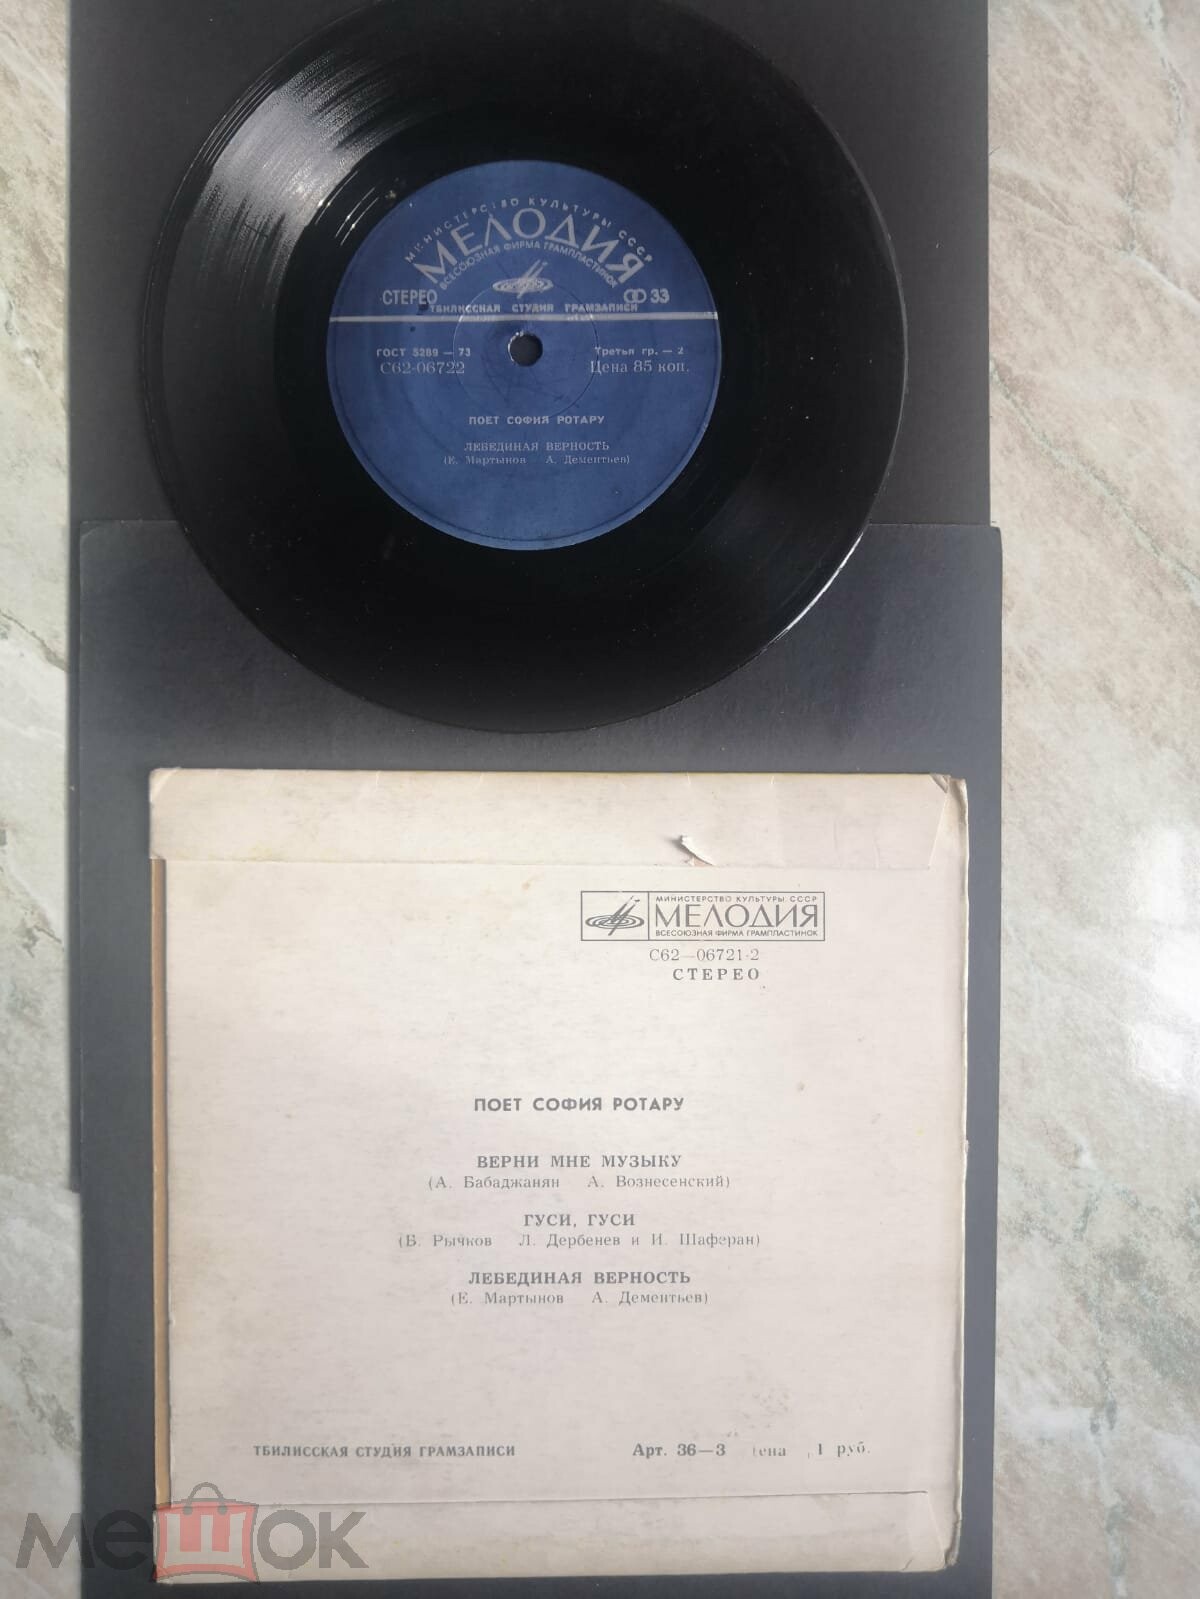 МИНИСТЕРСТВО КУЛЬТУРЫ СССР
МЕЛОДИЯ
ВСЕСОЮЗНАЯ ФИРМА ГРАМПЛАСТИНОК
СТЕРЕО 33
ТБИЛИССКАЯ СТУДИЯ ГРАМЗАПИСИ
ГОСТ 5289 — 73 Третья гр. — 2
С62-06722 Цена 85 коп.
ПОЕТ СОФИЯ РОТАРУ
ЛЕБЕДИНАЯ ВЕРНОСТЬ
(Е. Мартынов А. Дементьев)
МИНИСТЕРСТВО КУЛЬТУРЫ СССР
МЕЛОДИЯ
ВСЕСОЮЗНАЯ ФИРМА ГРАМПЛАСТИНОК
С62—06721-2
СТЕРЕО
ПОЕТ СОФИЯ РОТАРУ
ВЕРНИ МНЕ МУЗЫКУ
(А. Бабаджанян А. Вознесенский)
ГУСИ, ГУСИ
(Б. Рычков Л. Дербенев и И. Шаферан)
ЛЕБЕДИНАЯ ВЕРНОСТЬ
(Е. Мартынов А. Дементьев)
ТБИЛИССКАЯ СТУДИЯ ГРАМЗАПИСИ Арт. 36—3 1 руб.
мешок